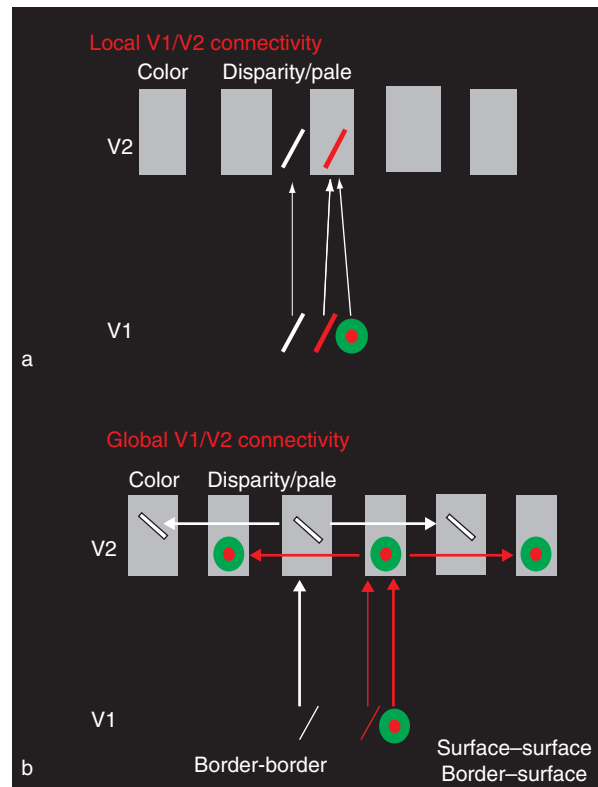 Local V1/V2 connectivity
Color Disparity/pale
V2
V1
a
Global V1/V2 connectivity
Color Disparity/pale
V2
V1
Border-border
Surface–surface
Border–surface
b